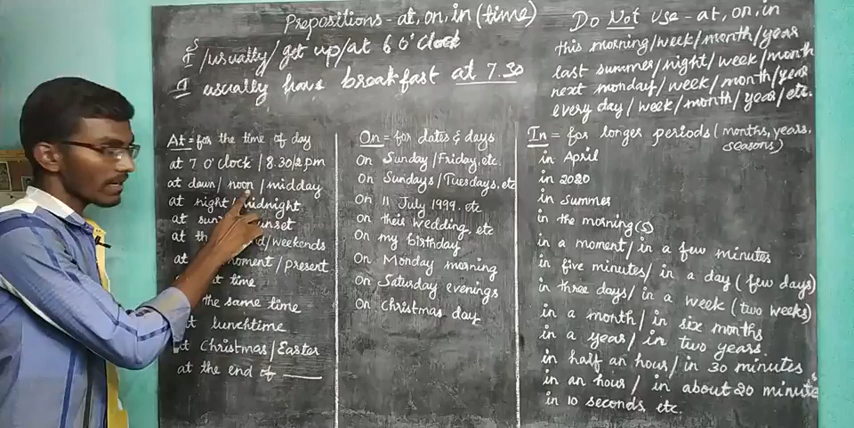 Prepositions - at, on, in (time)
I /usually/get up/at 6 O'clock
I usually have breakfast at 7.30
Do Not use - at, on, in
this morning/week/month/year
last summer/night/week/month
next monday/week/month/year
every day/week/month/year/etc.
At = for the time of day
at 7 O'clock / 8.30/2 pm
at dawn/ noon /midday
at night/ midnight
at sunset
at the weekends
at moment / present
time
the same time
at lunchtime
at Christmas/Easter
at the end of ____
On = for dates & days
On Sunday/Friday, etc.
On Sundays/Tuesdays, etc
On 11 July 1999. etc
on their wedding, etc
On my birthday
On Monday morning
On Saturday evenings
On Christmas day
In = for longer periods (months, years,
seasons)
in April
in 2020
in summer
in the morning(s)
in a moment/ in a few minutes
in five minutes/ in a day (few days)
in three days/ in a week (two weeks)
in a month/ in six months
in a year/ in two years.
in half an hour/ in 30 minutes
in an hour/ in about 20 minutes
in 10 seconds etc.